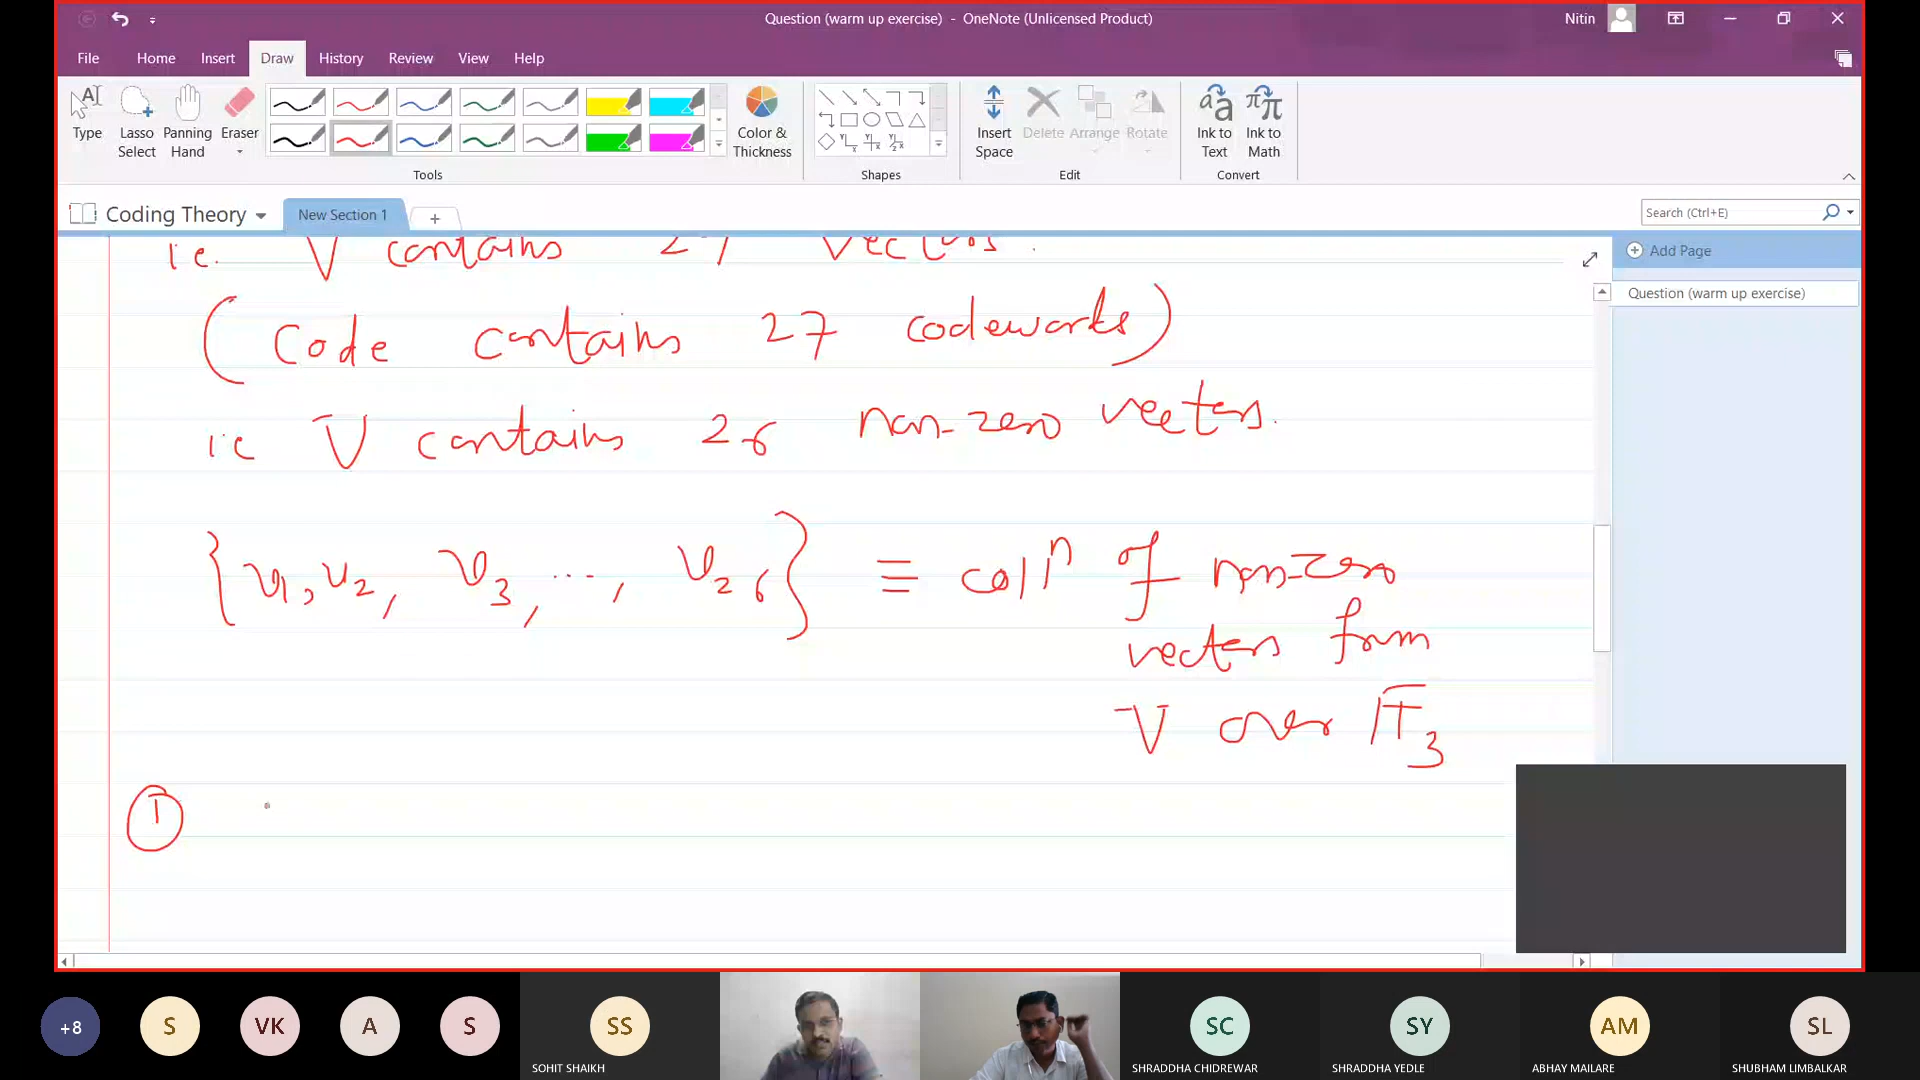 Question (warm up exercise) - OneNote (Unlicensed Product)
Nitin
File Home Insert Draw History Review View Help
Type
Lasso Select
Panning Hand
Eraser
Color & Thickness
Insert Space
Delete
Arrange
Rotate
Ink to Text
Ink to Math
Tools
Shapes
Edit
Convert
Coding Theory
New Section 1
Search (Ctrl+E)
Add Page
Question (warm up exercise)
i.e. V contains 27 vectors.
(Code contains 27 codewords)
i.e V contains 26 non-zero vectors.
{v1, v2, v3, ..., v26} ≡ collⁿ of non-zero
vectors from
V over F3
1
+8
S
VK
A
S
SS
SOHIT SHAIKH
SC
SHRADDHA CHIDREWAR
SY
SHRADDHA YEDLE
AM
ABHAY MAILARE
SL
SHUBHAM LIMBALKAR